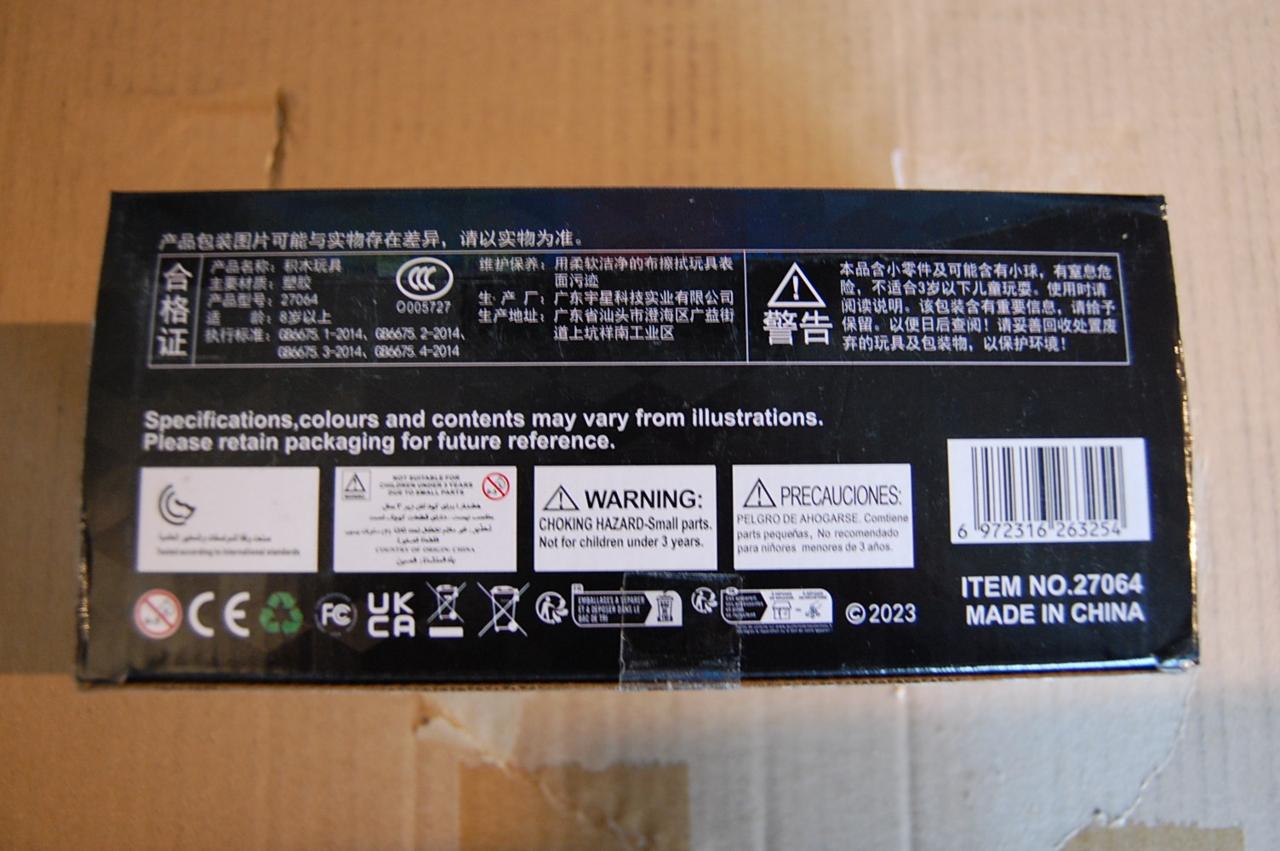 产品包装图片可能与实物存在差异，请以实物为准。
合格证
产品名称：积木玩具
主要材质：塑胶
产品型号：27064
适 龄：8岁以上
执行标准：GB6675.1-2014、GB6675.2-2014、
GB6675.3-2014、GB6675.4-2014
CCC
O005727
维护保养：用柔软洁净的布擦拭玩具表
面污迹
生 产 厂：广东宇星科技实业有限公司
生产地址：广东省汕头市澄海区广益街
道上坑祥南工业区
警告
本品含小零件及可能含有小球，有窒息危
险，不适合3岁以下儿童玩耍。使用时请
阅读说明。该包装含有重要信息，请给予
保留。以便日后查阅！请妥善回收处置废
弃的玩具及包装物，以保护环境！
Specifications,colours and contents may vary from illustrations.
Please retain packaging for future reference.
Tested according to international standards
WARNING
NOT SUITABLE FOR
CHILDREN UNDER 3 YEARS
DUE TO SMALL PARTS
0-3
COUNTRY OF ORIGIN: CHINA
WARNING:
CHOKING HAZARD-Small parts.
Not for children under 3 years.
PRECAUCIONES:
PELGRO DE AHOGARSE. Contiene
parts pequeñas, No recomendado
para niñores menores de 3 años.
6 972316 263254
ITEM NO.27064
MADE IN CHINA
0-3
CE
FC
UK
CA
FR
EMBALLAGES À SÉPARER
ET À DÉPOSER DANS LE
BAC DE TRI
©2023